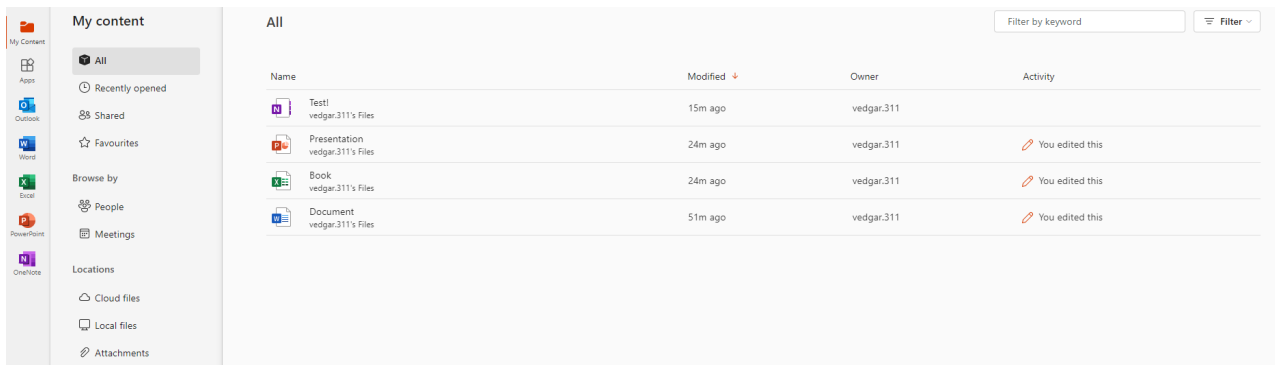 My Content
Apps
Outlook
Word
Excel
PowerPoint
OneNote
My content
All
Recently opened
Shared
Favourites
Browse by
People
Meetings
Locations
Cloud files
Local files
Attachments
All
Filter by keyword
Filter
Name Modified Owner Activity
Test! 15m ago vedgar.311
vedgar.311's Files
Presentation 24m ago vedgar.311 You edited this
vedgar.311's Files
Book 24m ago vedgar.311 You edited this
vedgar.311's Files
Document 51m ago vedgar.311 You edited this
vedgar.311's Files